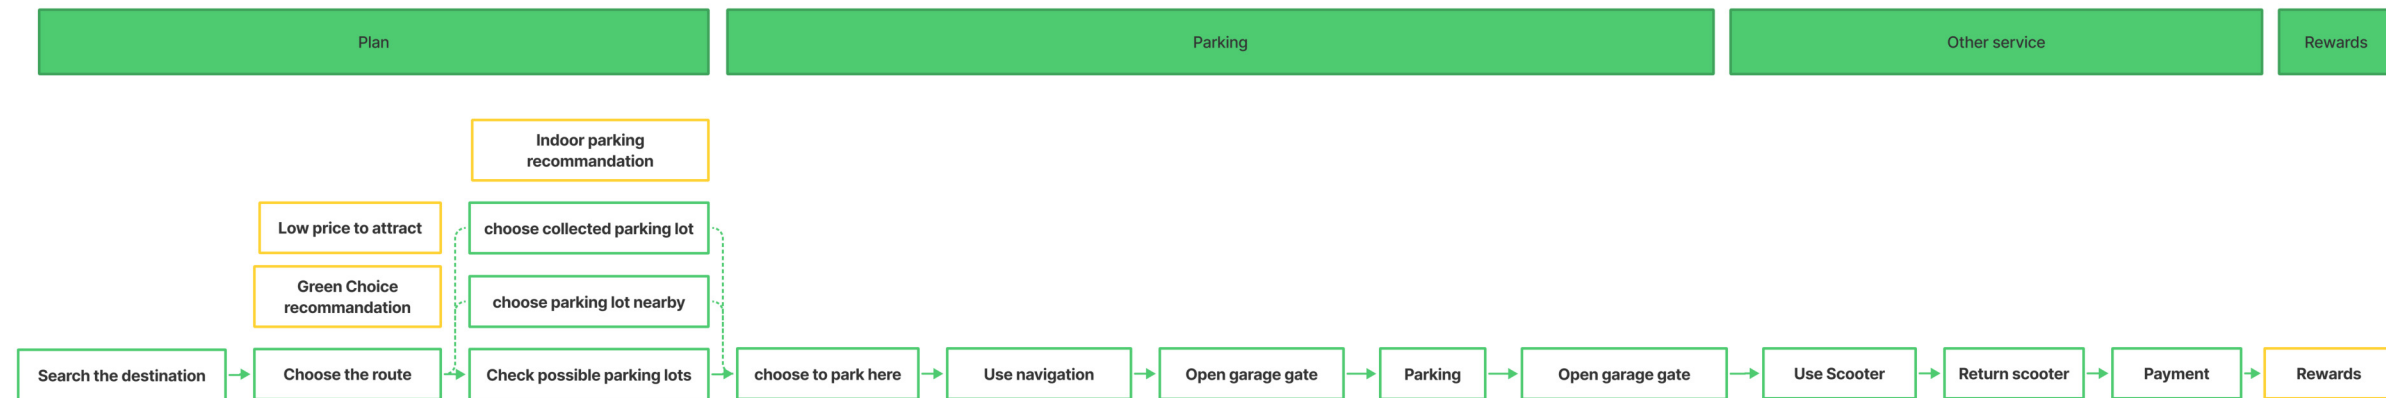 Plan
Parking
Other service
Rewards
Indoor parking
recommandation
Low price to attract
choose collected parking lot
Green Choice
recommandation
choose parking lot nearby
Search the destination
Choose the route
Check possible parking lots
choose to park here
Use navigation
Open garage gate
Parking
Open garage gate
Use Scooter
Return scooter
Payment
Rewards